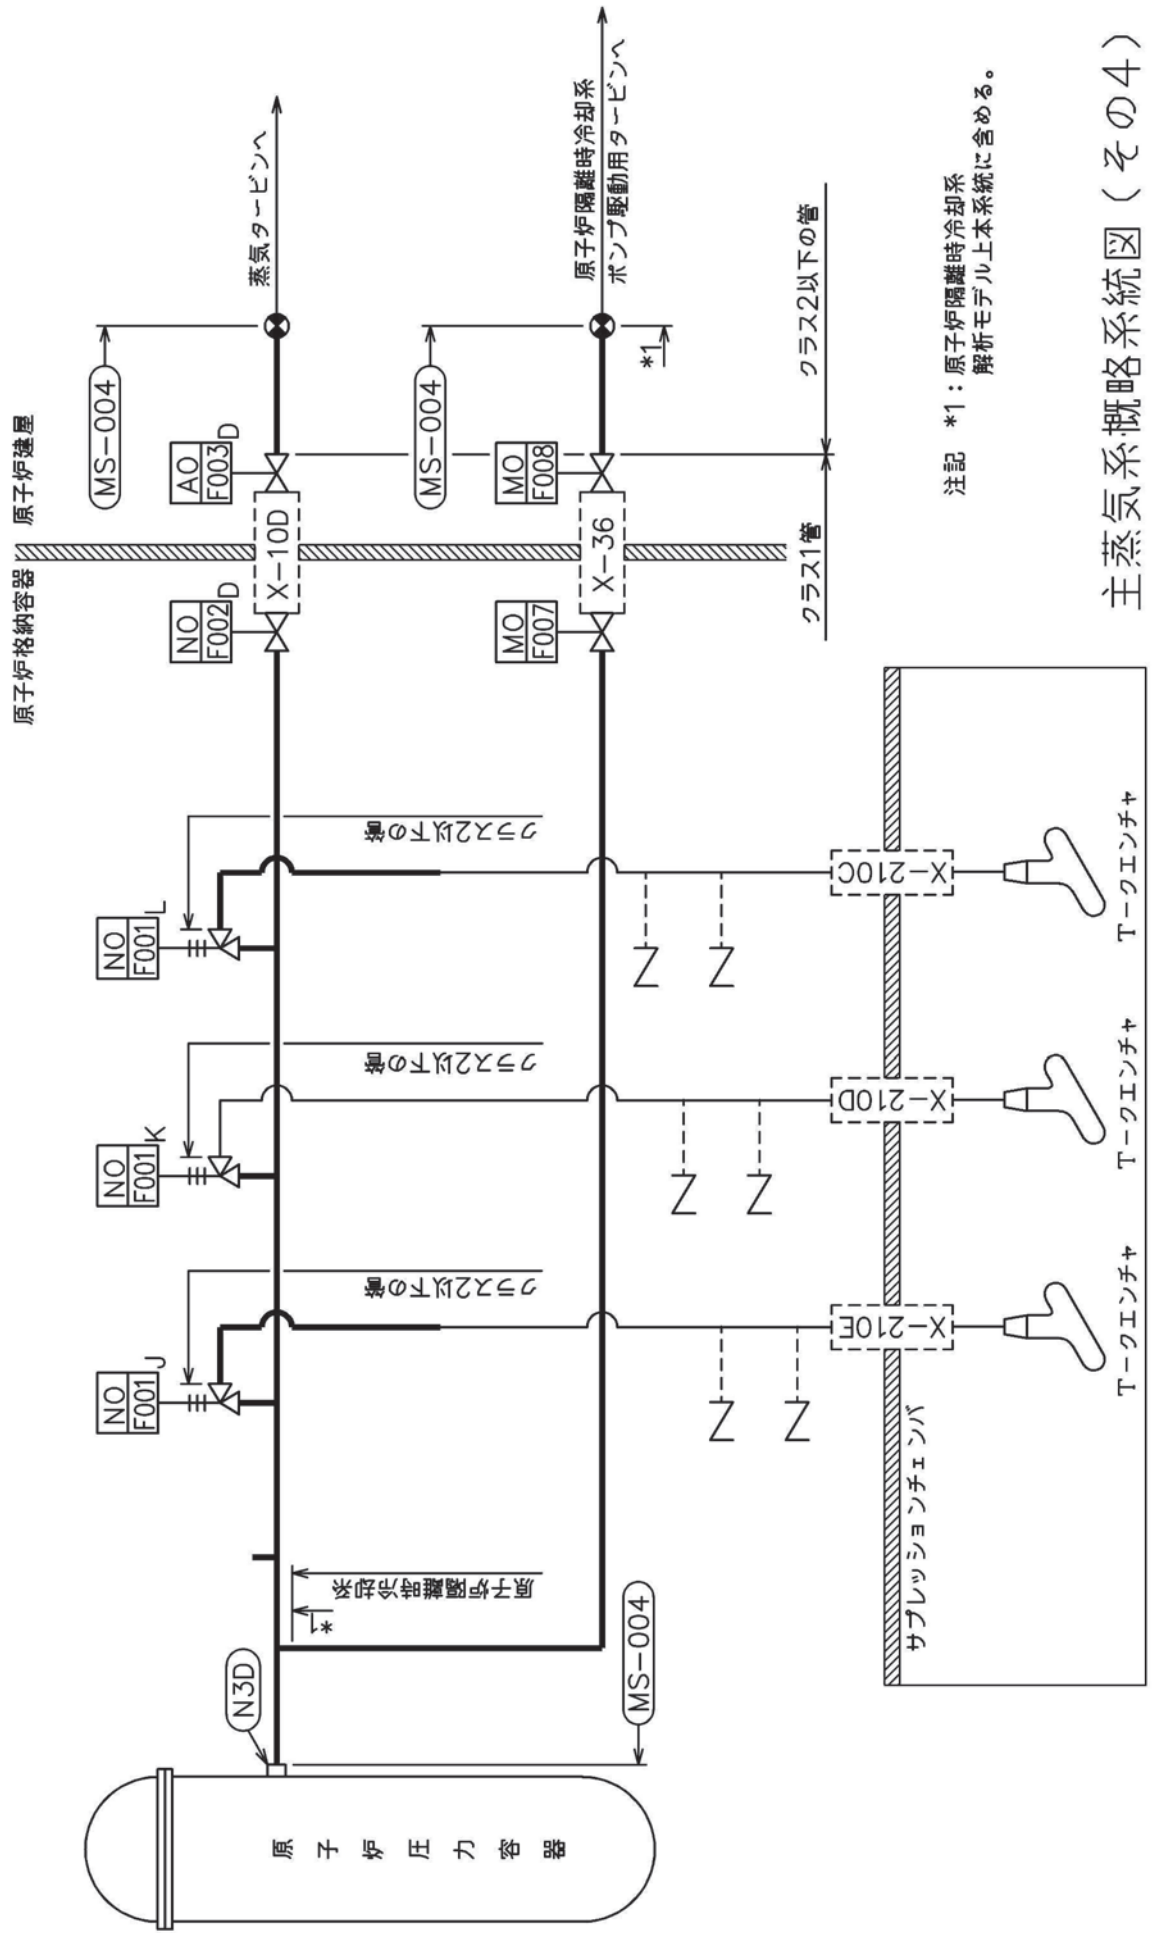 原子炉格納容器
原子炉建屋
原子炉圧力容器
N3D
MS-004
*1
原子炉隔離時冷却系
NO
F001
J
クラス2以下の管
NO
F001
K
クラス2以下の管
NO
F001
L
クラス2以下の管
NO
F002
D
X-10D
AO
F003
D
MS-004
蒸気タービンへ
MO
F007
X-36
MO
F008
MS-004
*1
原子炉隔離時冷却系
ポンプ駆動用タービンへ
クラス1管
クラス2以下の管
X-210E
X-210D
X-210C
サプレッションチェンバ
T-クエンチャ
T-クエンチャ
T-クエンチャ
注記 *1:原子炉隔離時冷却系
解析モデル上本系統に含める。
主蒸気系概略系統図(その4)